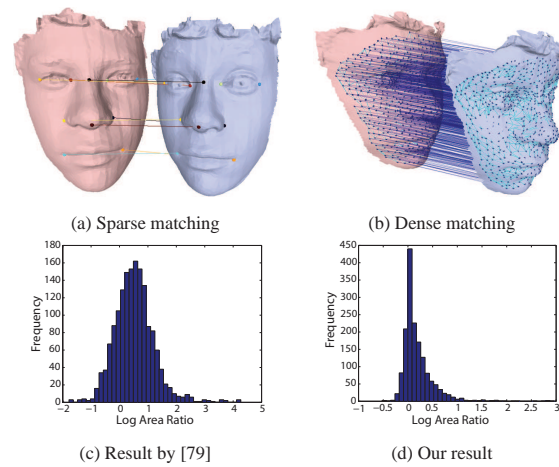 (a) Sparse matching
(b) Dense matching
180
160
140
120
100
80
60
40
20
0
Frequency
−2 −1 0 1 2 3 4 5
Log Area Ratio
450
400
350
300
250
200
150
100
50
0
Frequency
−1 −0.5 0 0.5 1 1.5 2 2.5 3
Log Area Ratio
(c) Result by [79]
(d) Our result